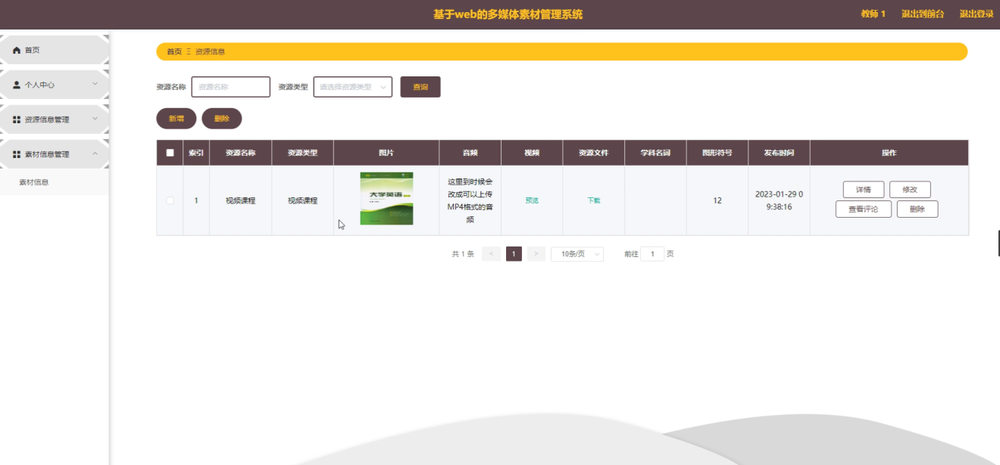 基于web的多媒体素材管理系统
教师 1 退出到前台 退出登录
首页
个人中心
资源信息管理
素材信息管理
素材信息
首页 Ξ 资源信息
资源名称 资源名称 资源类型 请选择资源类型 查询
新增 删除
索引 资源名称 资源类型 图片 音频 视频 资源文件 学科名词 图形符号 发布时间 操作
1 视频课程 视频课程
大学英语
这里到时候会
改成可以上传
MP4格式的音
频
预览 下载 12
2023-01-29 0
9:38:16
详情 修改
查看评论 删除
共 1 条 < 1 > 10条/页 前往 1 页